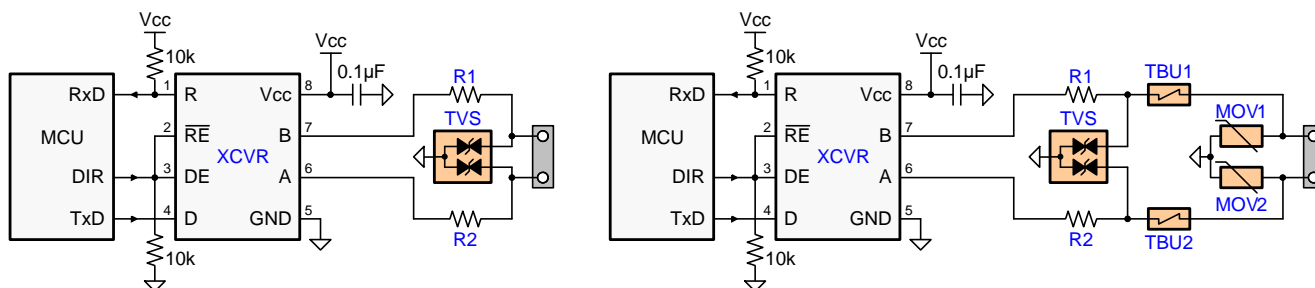 Vcc
10k
Vcc
0.1µF
RxD
1
R
Vcc
8
R1
MCU
2
RE
B
7
TVS
XCVR
DIR
3
DE
A
6
TxD
4
D
GND
5
R2
10k
Vcc
10k
Vcc
0.1µF
RxD
1
R
Vcc
8
R1
TBU1
MCU
2
RE
B
7
TVS
MOV1
XCVR
DIR
3
DE
A
6
MOV2
TxD
4
D
GND
5
R2
TBU2
10k